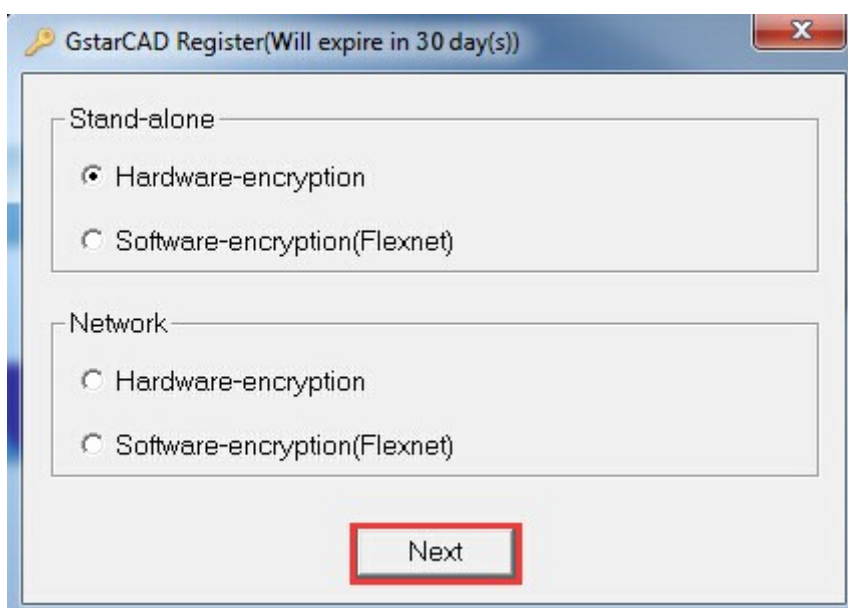 GstarCAD Register(Will expire in 30 day(s))
Stand-alone
Hardware-encryption
Software-encryption(Flexnet)
Network
Hardware-encryption
Software-encryption(Flexnet)
Next